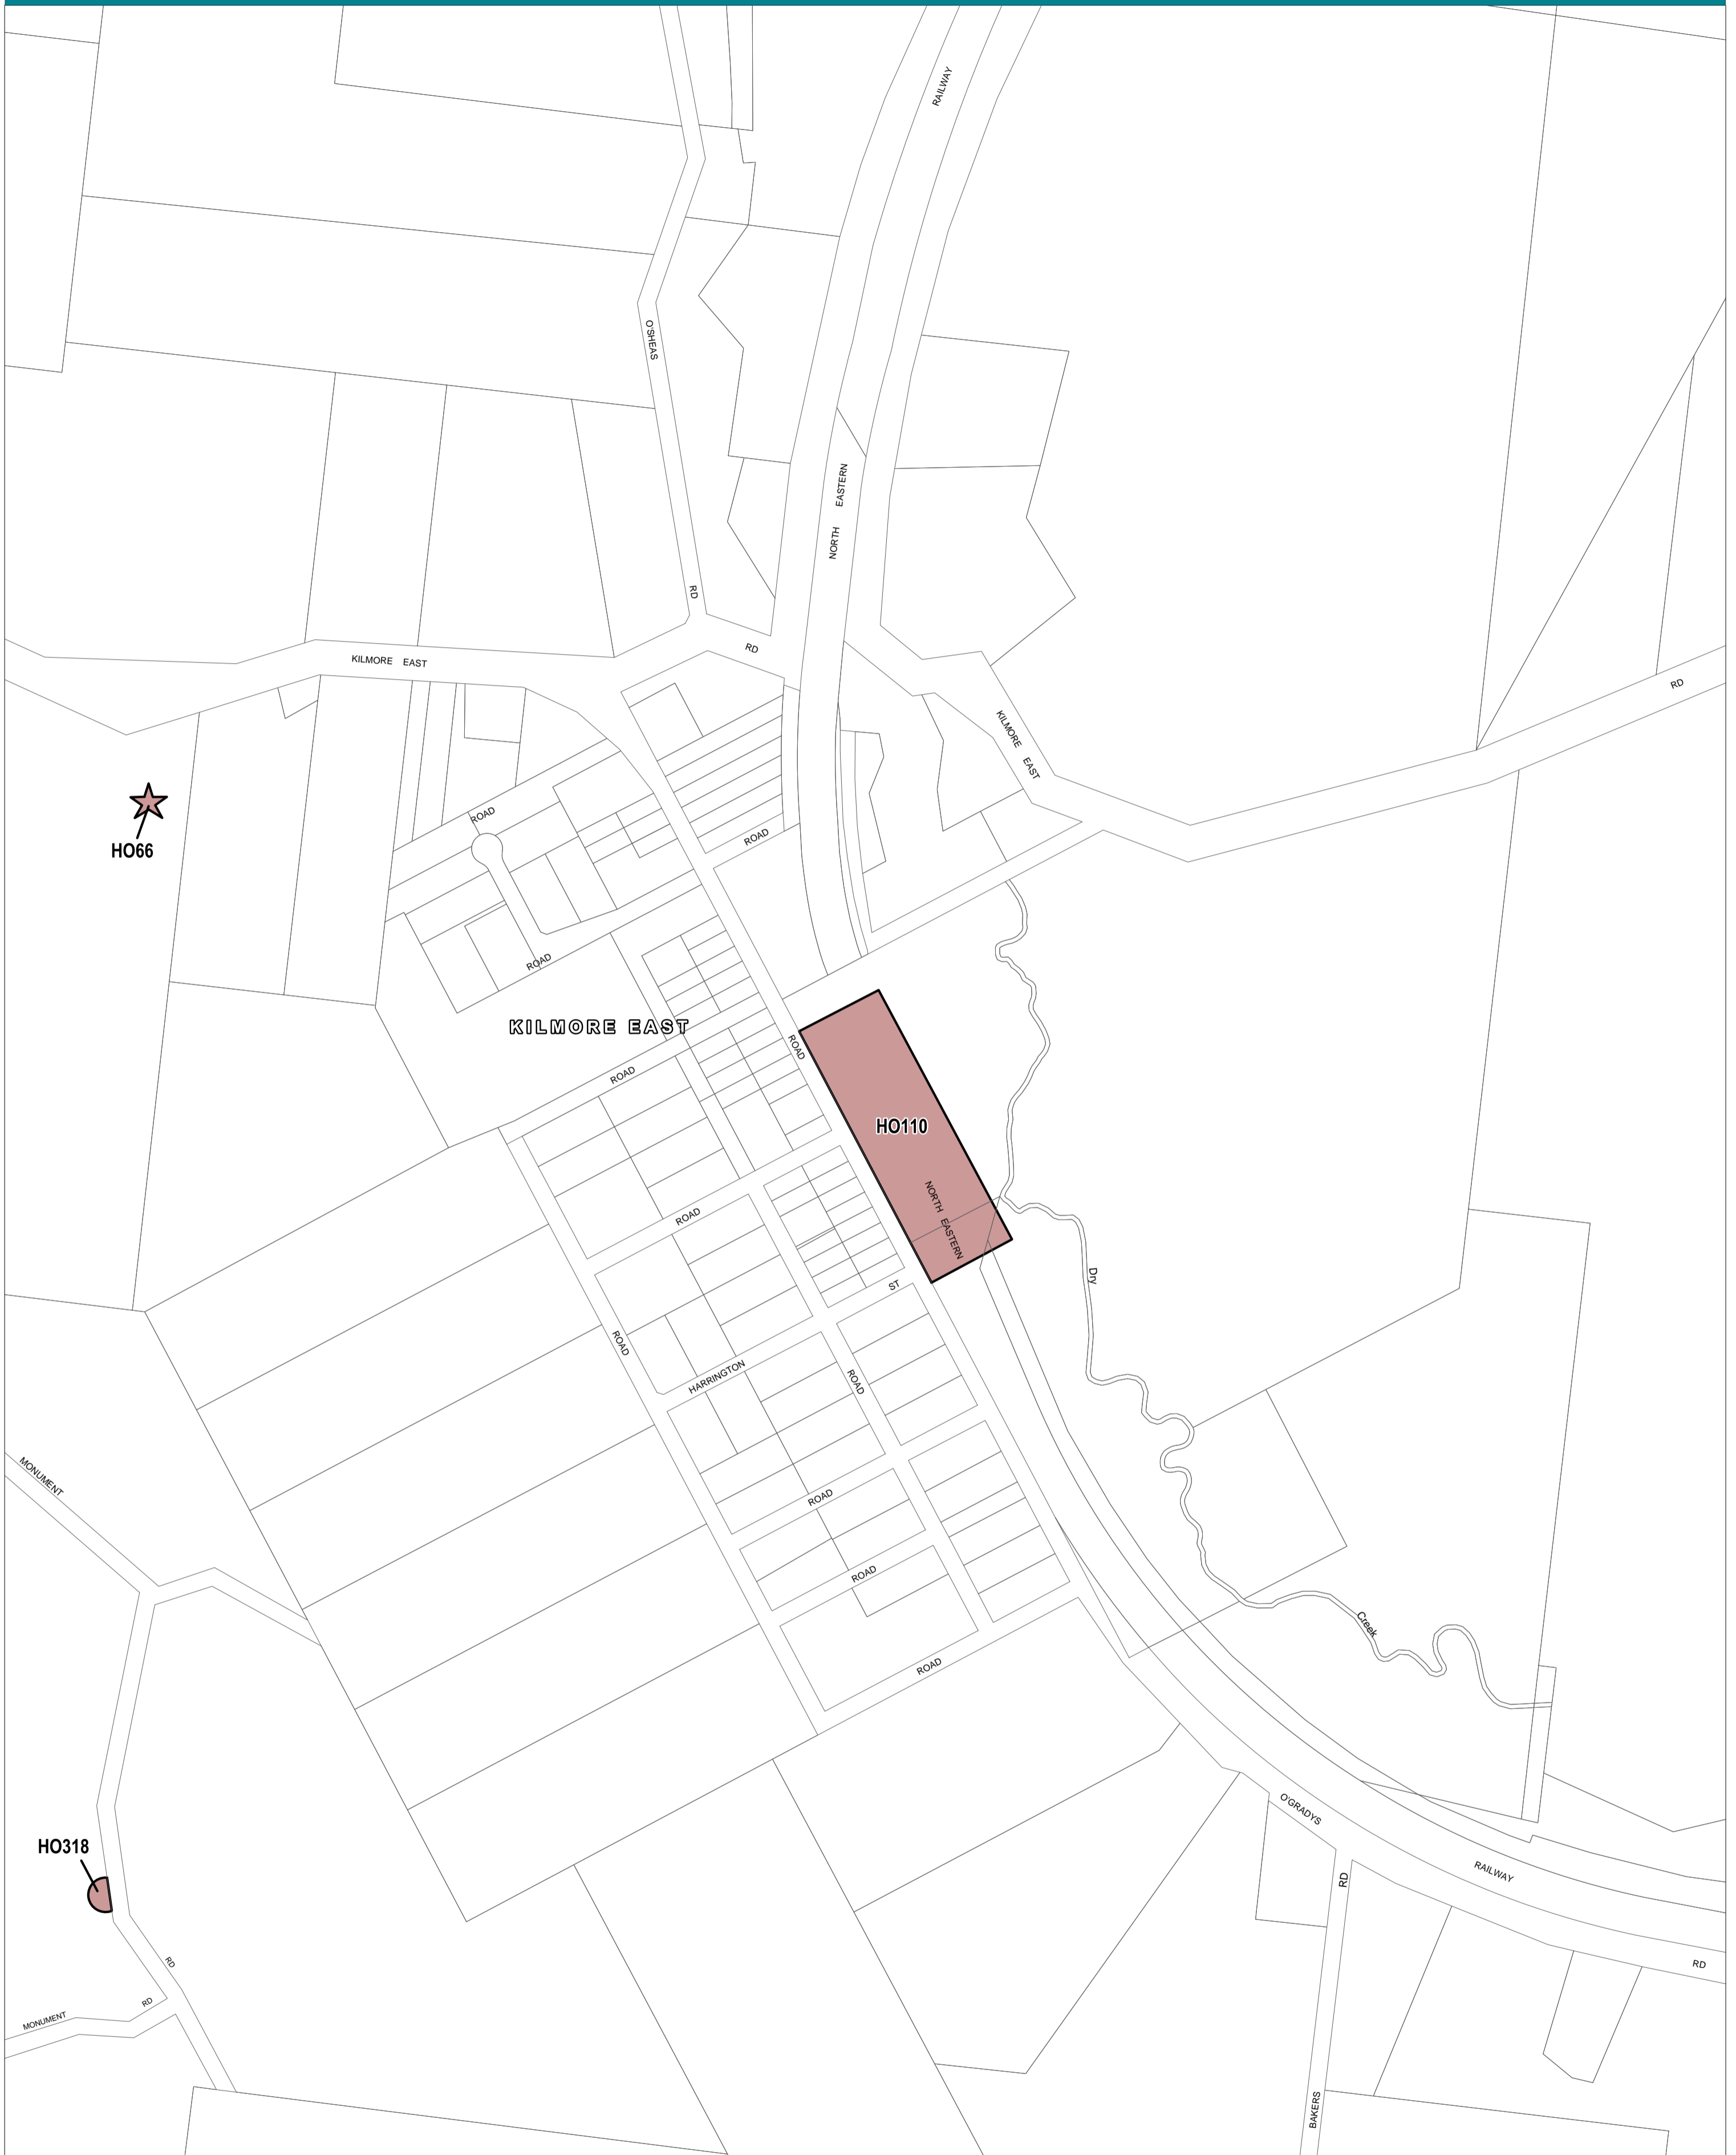 RAILWAY
O'SHEAS
NORTH EASTERN
RD
RD
KILMORE EAST
RD
KILMORE EAST
HO66
ROAD
ROAD
ROAD
KILMORE EAST
ROAD
ROAD
HO110
ROAD
NORTH EASTERN
Dry
ST
ROAD
HARRINGTON
ROAD
MONUMENT
ROAD
ROAD
Creek
ROAD
O'GRADYS
HO318
RAILWAY
RD
RD
RD
RD
MONUMENT
BAKERS